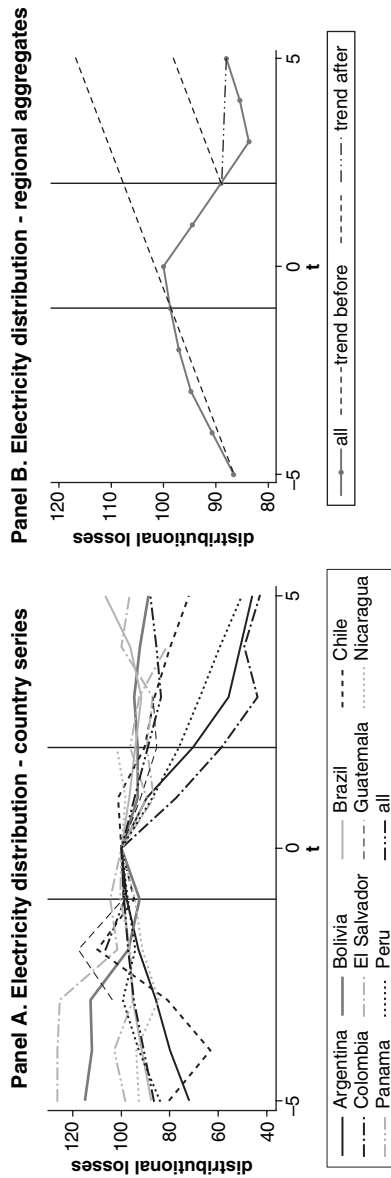 Panel A. Electricity distribution - country series
distributional losses
120
100
80
60
40
–5
0
5
t
Argentina Bolivia Brazil Chile
Colombia El Salvador Guatemala Nicaragua
Panama Peru all
Panel B. Electricity distribution - regional aggregates
distributional losses
120
110
100
90
80
–5
0
5
t
all trend before trend after